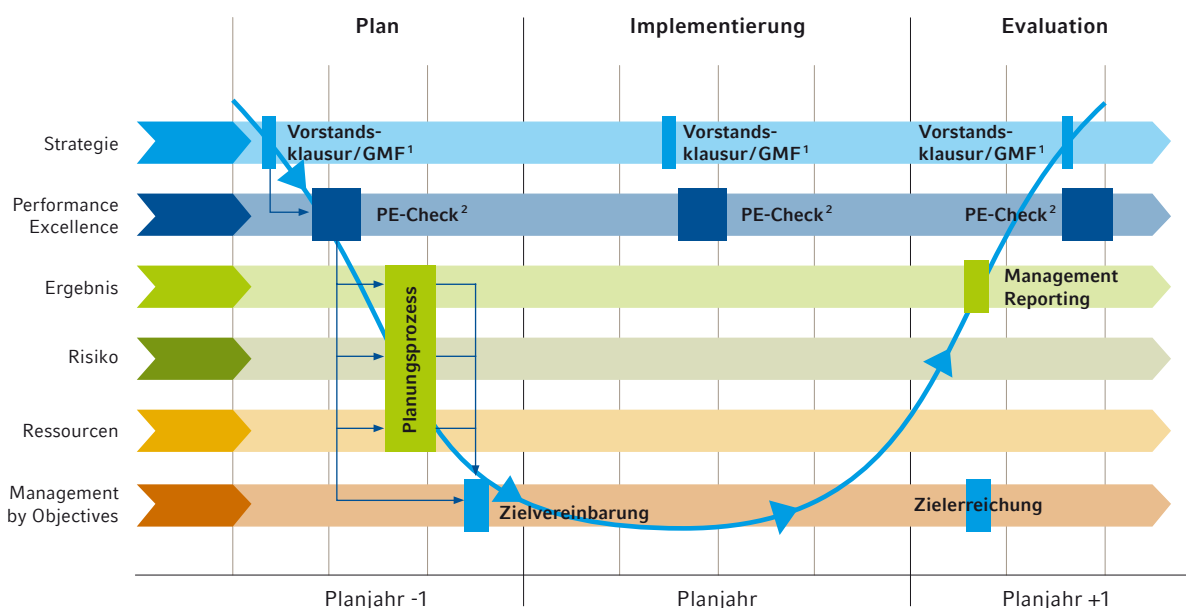 Plan
Implementierung
Evaluation
Strategie
Vorstands-
klausur/GMF¹
Vorstands-
klausur/GMF¹
Vorstands-
klausur/GMF¹
Performance
Excellence
PE-Check²
PE-Check²
PE-Check²
Ergebnis
Management
Reporting
Risiko
Planungsprozess
Ressourcen
Management
by Objectives
Zielvereinbarung
Zielerreichung
Planjahr -1
Planjahr
Planjahr +1